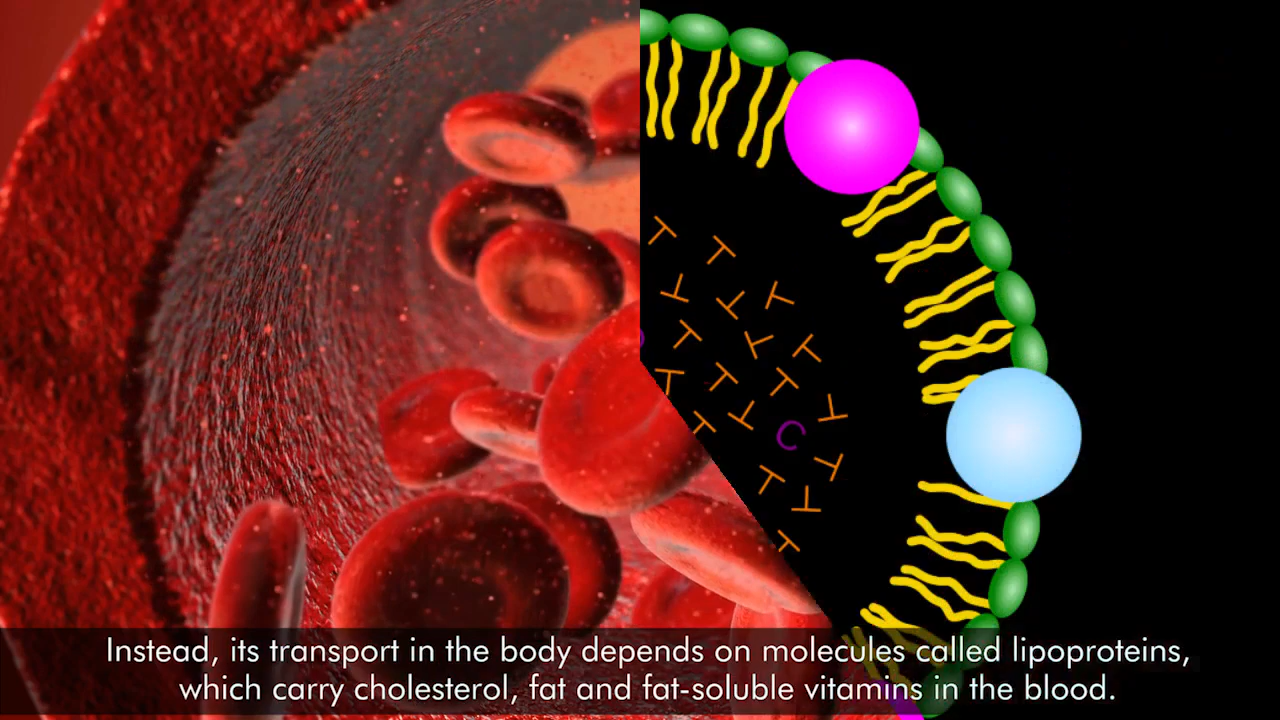 Instead, its transport in the body depends on molecules called lipoproteins,
which carry cholesterol, fat and fat-soluble vitamins in the blood.